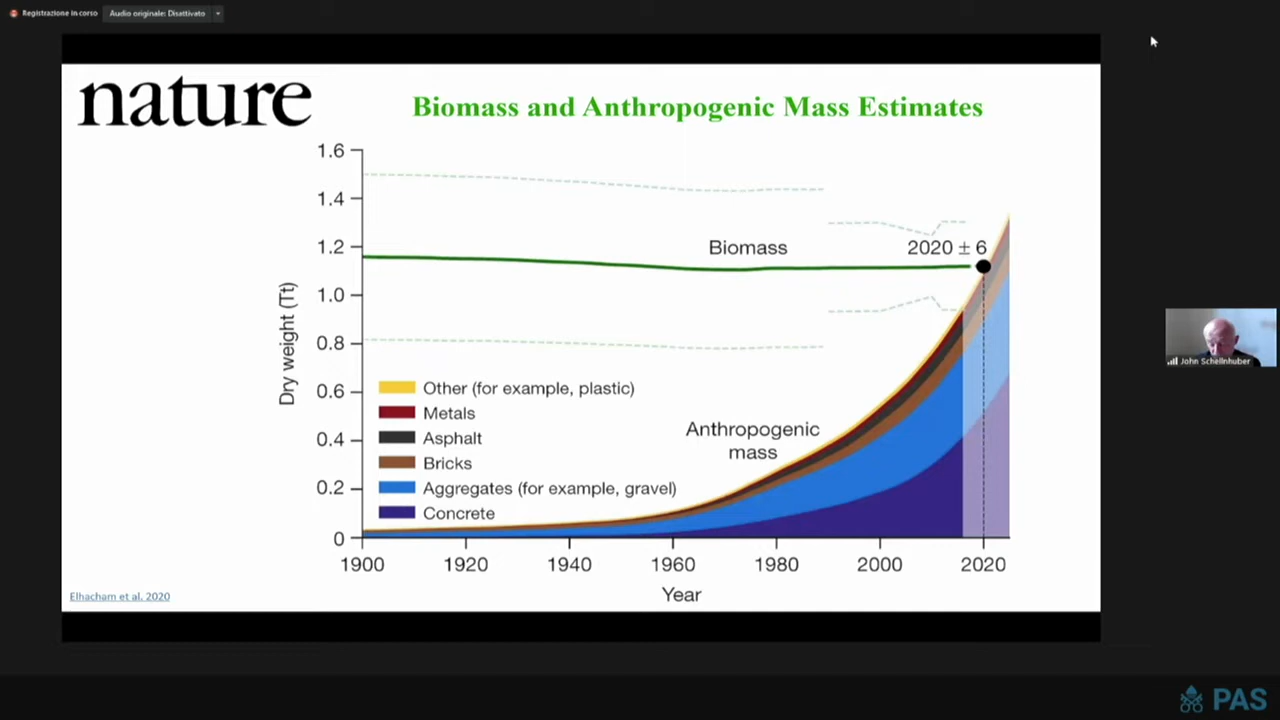 Registrazione in corso
Audio originale: Disattivato
nature
Biomass and Anthropogenic Mass Estimates
1.6
1.4
1.2
1.0
0.8
0.6
0.4
0.2
0
Dry weight (Tt)
Biomass
2020 ± 6
Anthropogenic
mass
Other (for example, plastic)
Metals
Asphalt
Bricks
Aggregates (for example, gravel)
Concrete
1900 1920 1940 1960 1980 2000 2020
Year
Elhacham et al. 2020
John Schellnhuber
PAS